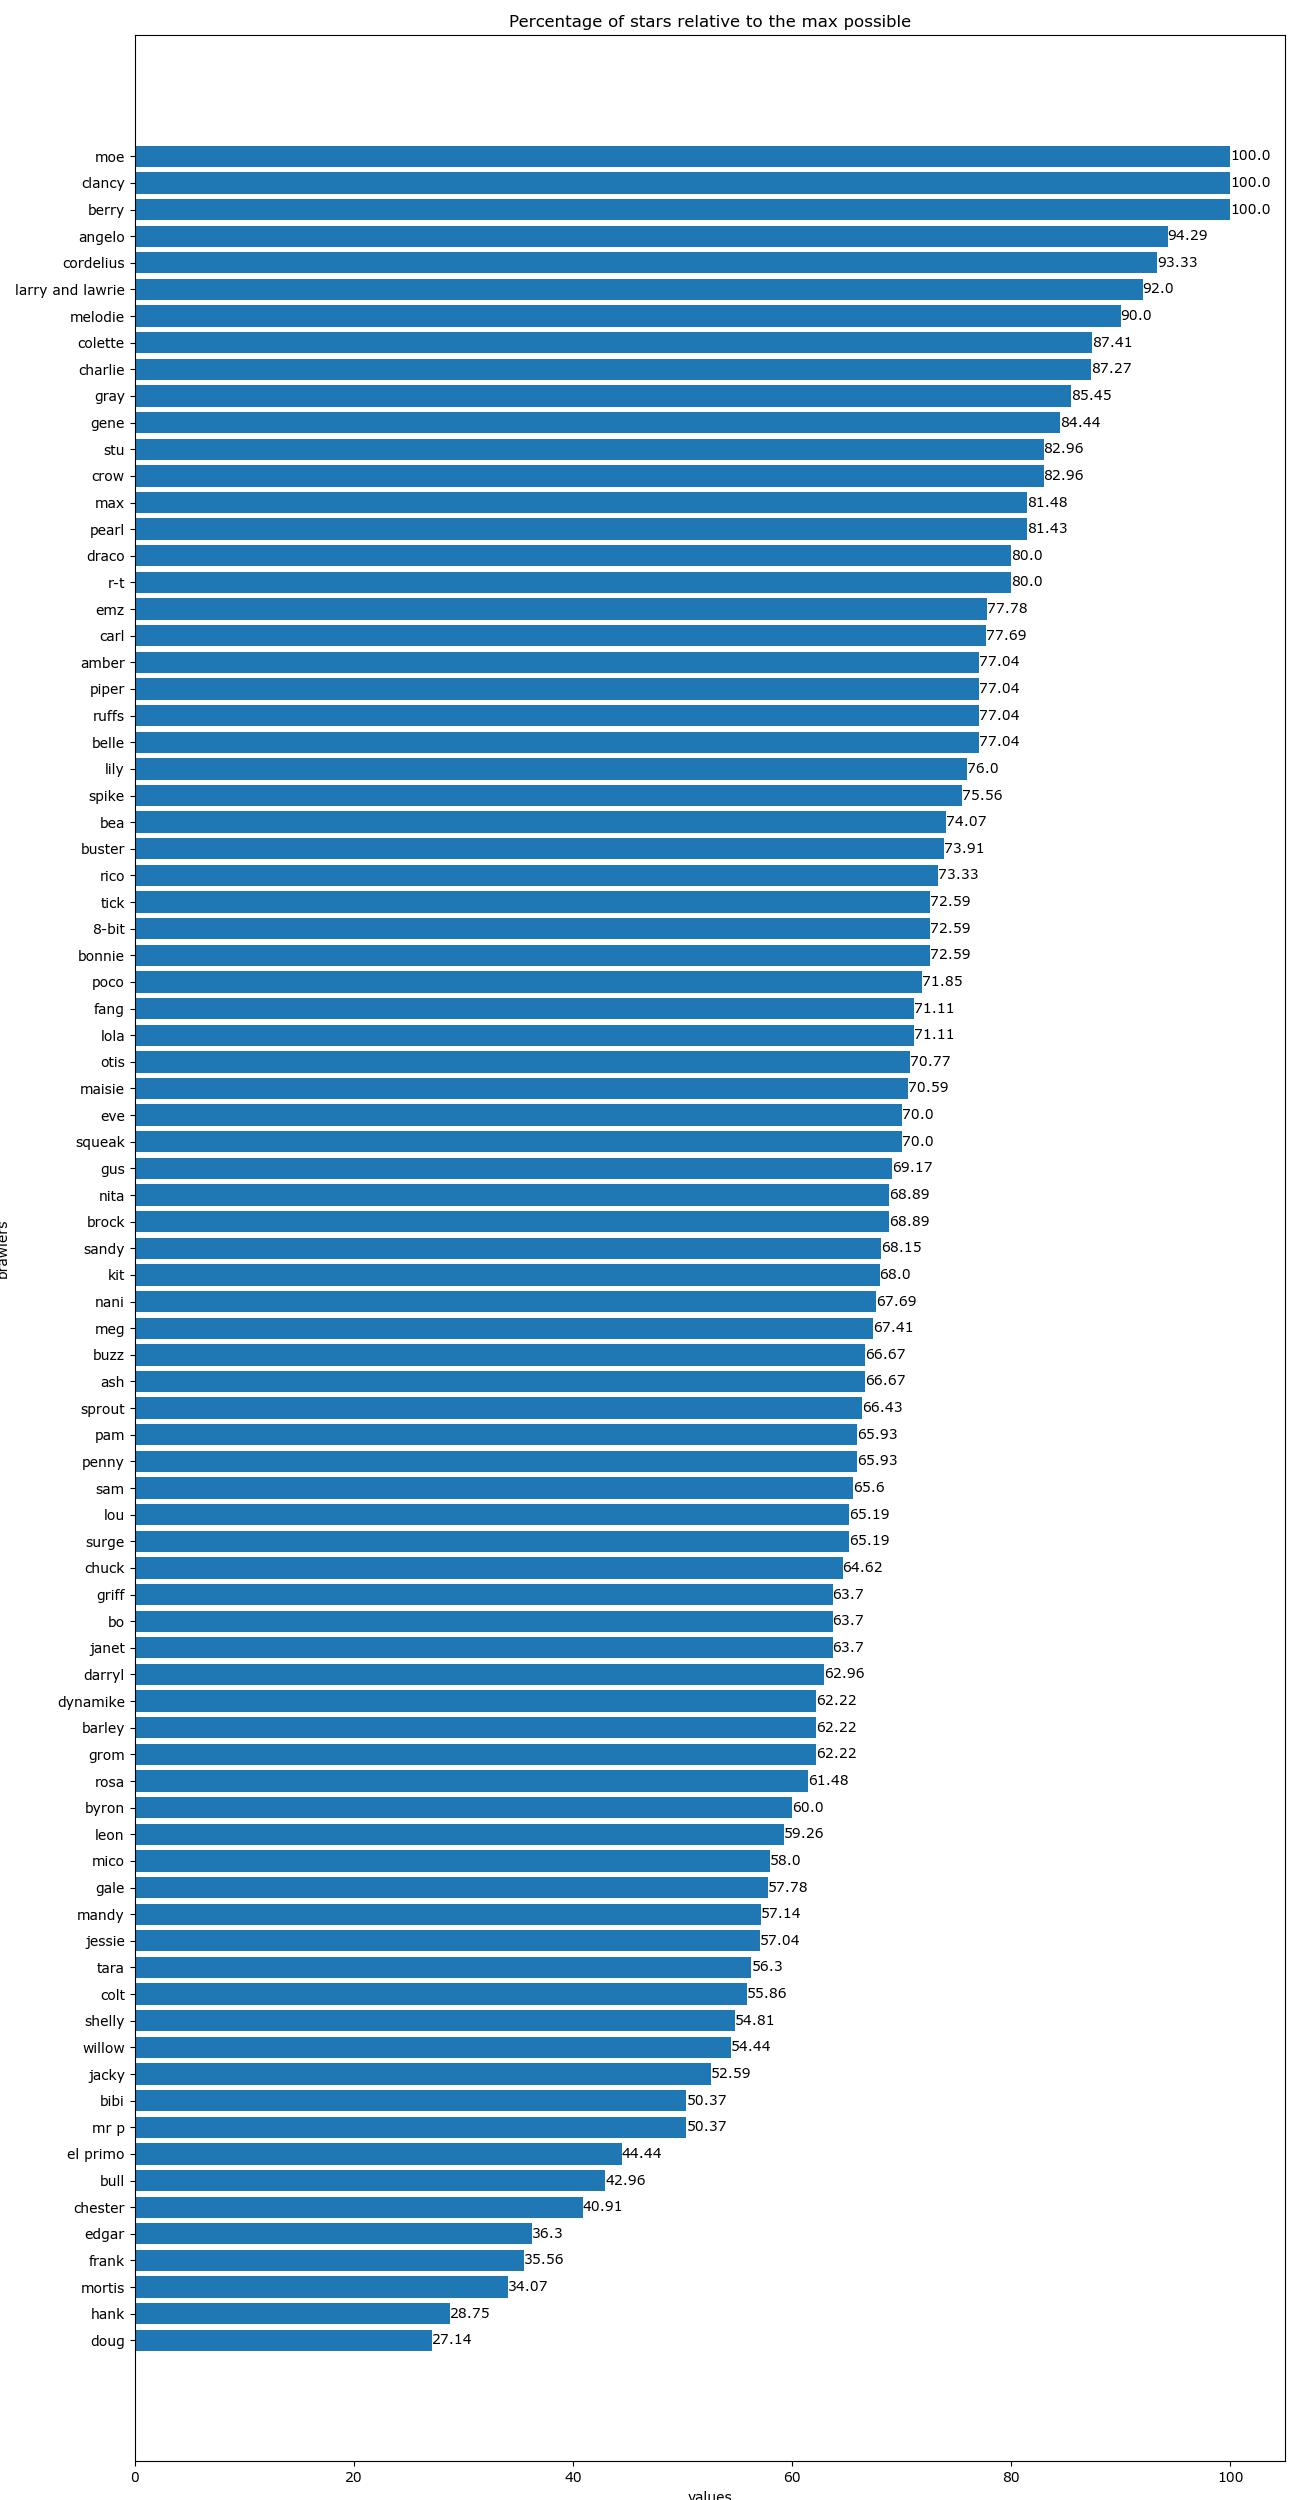 Percentage of stars relative to the max possible
moe 100.0
clancy 100.0
berry 100.0
angelo 94.29
cordelius 93.33
larry and lawrie 92.0
melodie 90.0
colette 87.41
charlie 87.27
gray 85.45
gene 84.44
stu 82.96
crow 82.96
max 81.48
pearl 81.43
draco 80.0
r-t 80.0
emz 77.78
carl 77.69
amber 77.04
piper 77.04
ruffs 77.04
belle 77.04
lily 76.0
spike 75.56
bea 74.07
buster 73.91
rico 73.33
tick 72.59
8-bit 72.59
bonnie 72.59
poco 71.85
fang 71.11
lola 71.11
otis 70.77
maisie 70.59
eve 70.0
squeak 70.0
gus 69.17
nita 68.89
brock 68.89
sandy 68.15
kit 68.0
nani 67.69
meg 67.41
buzz 66.67
ash 66.67
sprout 66.43
pam 65.93
penny 65.93
sam 65.6
lou 65.19
surge 65.19
chuck 64.62
griff 63.7
bo 63.7
janet 63.7
darryl 62.96
dynamike 62.22
barley 62.22
grom 62.22
rosa 61.48
byron 60.0
leon 59.26
mico 58.0
gale 57.78
mandy 57.14
jessie 57.04
tara 56.3
colt 55.86
shelly 54.81
willow 54.44
jacky 52.59
bibi 50.37
mr p 50.37
el primo 44.44
bull 42.96
chester 40.91
edgar 36.3
frank 35.56
mortis 34.07
hank 28.75
doug 27.14
brawlers
0 20 40 60 80 100
values